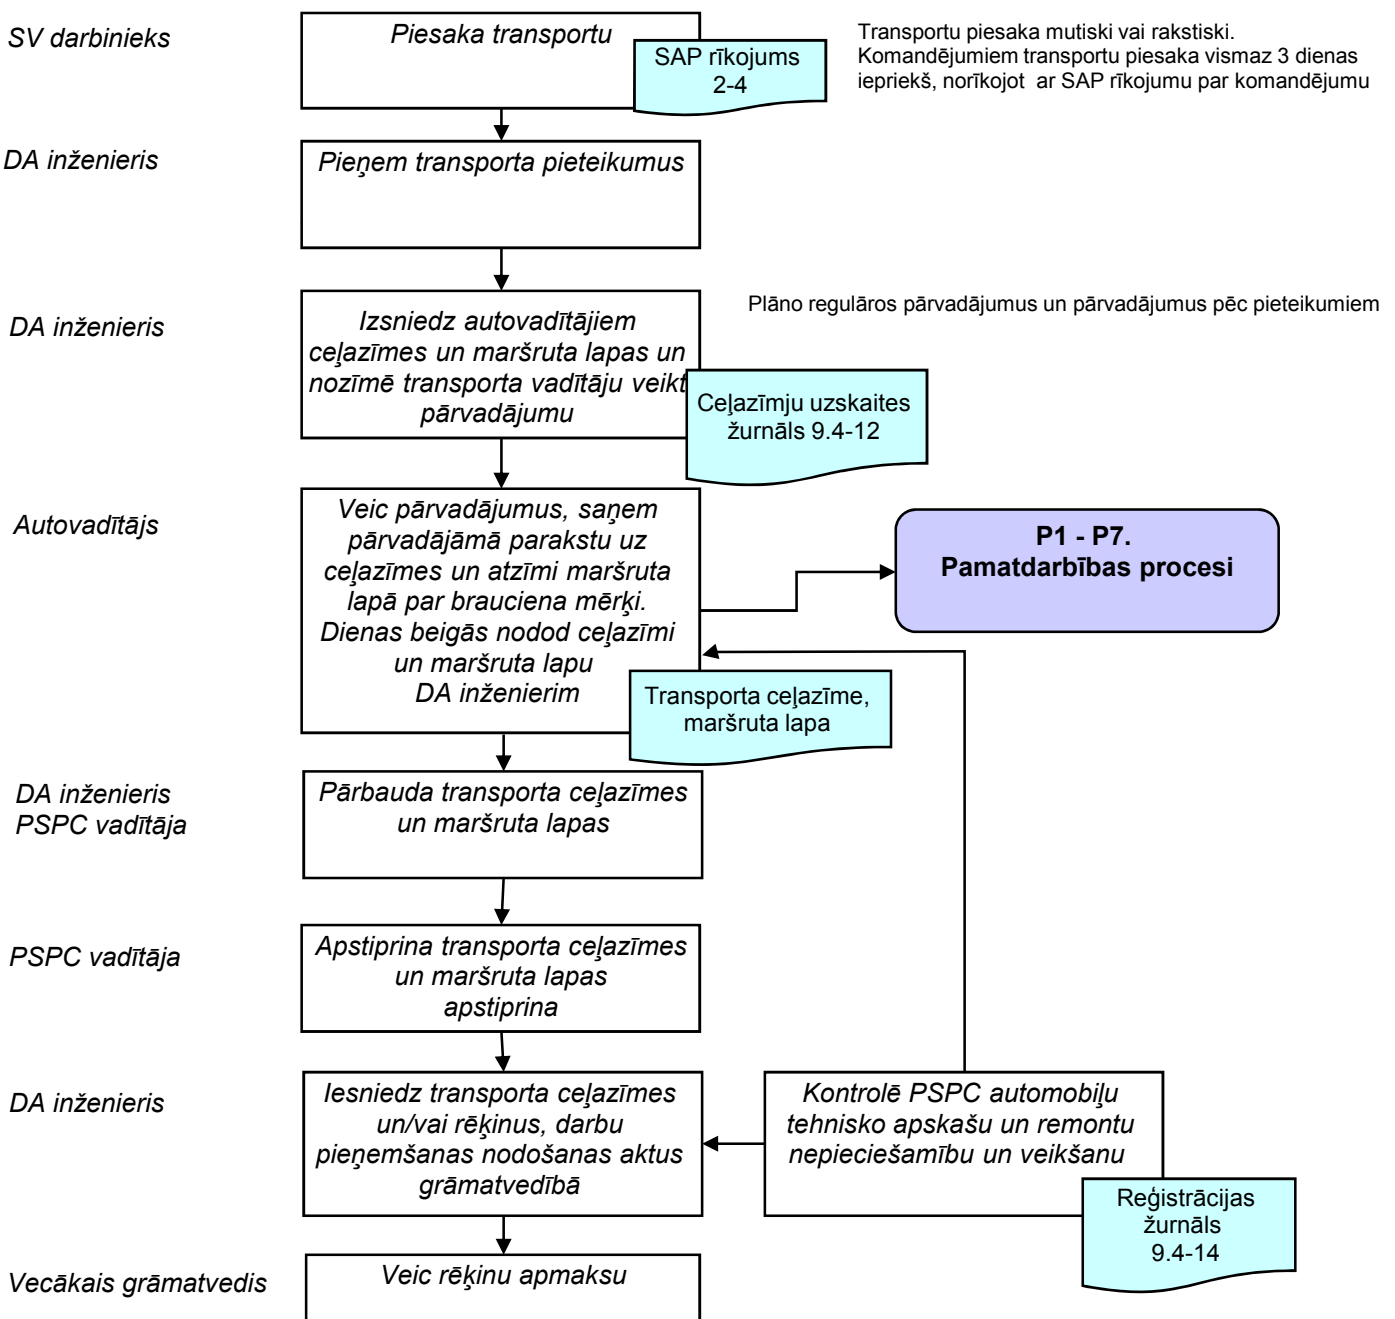 SV darbinieks
Piesaka transportu
SAP rīkojums
2-4
Transportu piesaka mutiski vai rakstiski.
Komandējumiem transportu piesaka vismaz 3 dienas
iepriekš, norīkojot ar SAP rīkojumu par komandējumu
DA inženieris
Pieņem transporta pieteikumus
DA inženieris
Izsniedz autovadītājiem
ceļazīmes un maršruta lapas un
nozīmē transporta vadītāju veikt
pārvadājumu
Plāno regulāros pārvadājumus un pārvadājumus pēc pieteikumiem
Ceļazīmju uzskaites
žurnāls 9.4-12
Autovadītājs
Veic pārvadājumus, saņem
pārvadājāmā parakstu uz
ceļazīmes un atzīmi maršruta
lapā par brauciena mērķi.
Dienas beigās nodod ceļazīmi
un maršruta lapu
DA inženierim
P1 - P7.
Pamatdarbības procesi
Transporta ceļazīme,
maršruta lapa
DA inženieris
PSPC vadītāja
Pārbauda transporta ceļazīmes
un maršruta lapas
PSPC vadītāja
Apstiprina transporta ceļazīmes
un maršruta lapas
apstiprina
DA inženieris
Iesniedz transporta ceļazīmes
un/vai rēķinus, darbu
pieņemšanas nodošanas aktus
grāmatvedībā
Kontrolē PSPC automobiļu
tehnisko apskašu un remontu
nepieciešamību un veikšanu
Reģistrācijas
žurnāls
9.4-14
Vecākais grāmatvedis
Veic rēķinu apmaksu